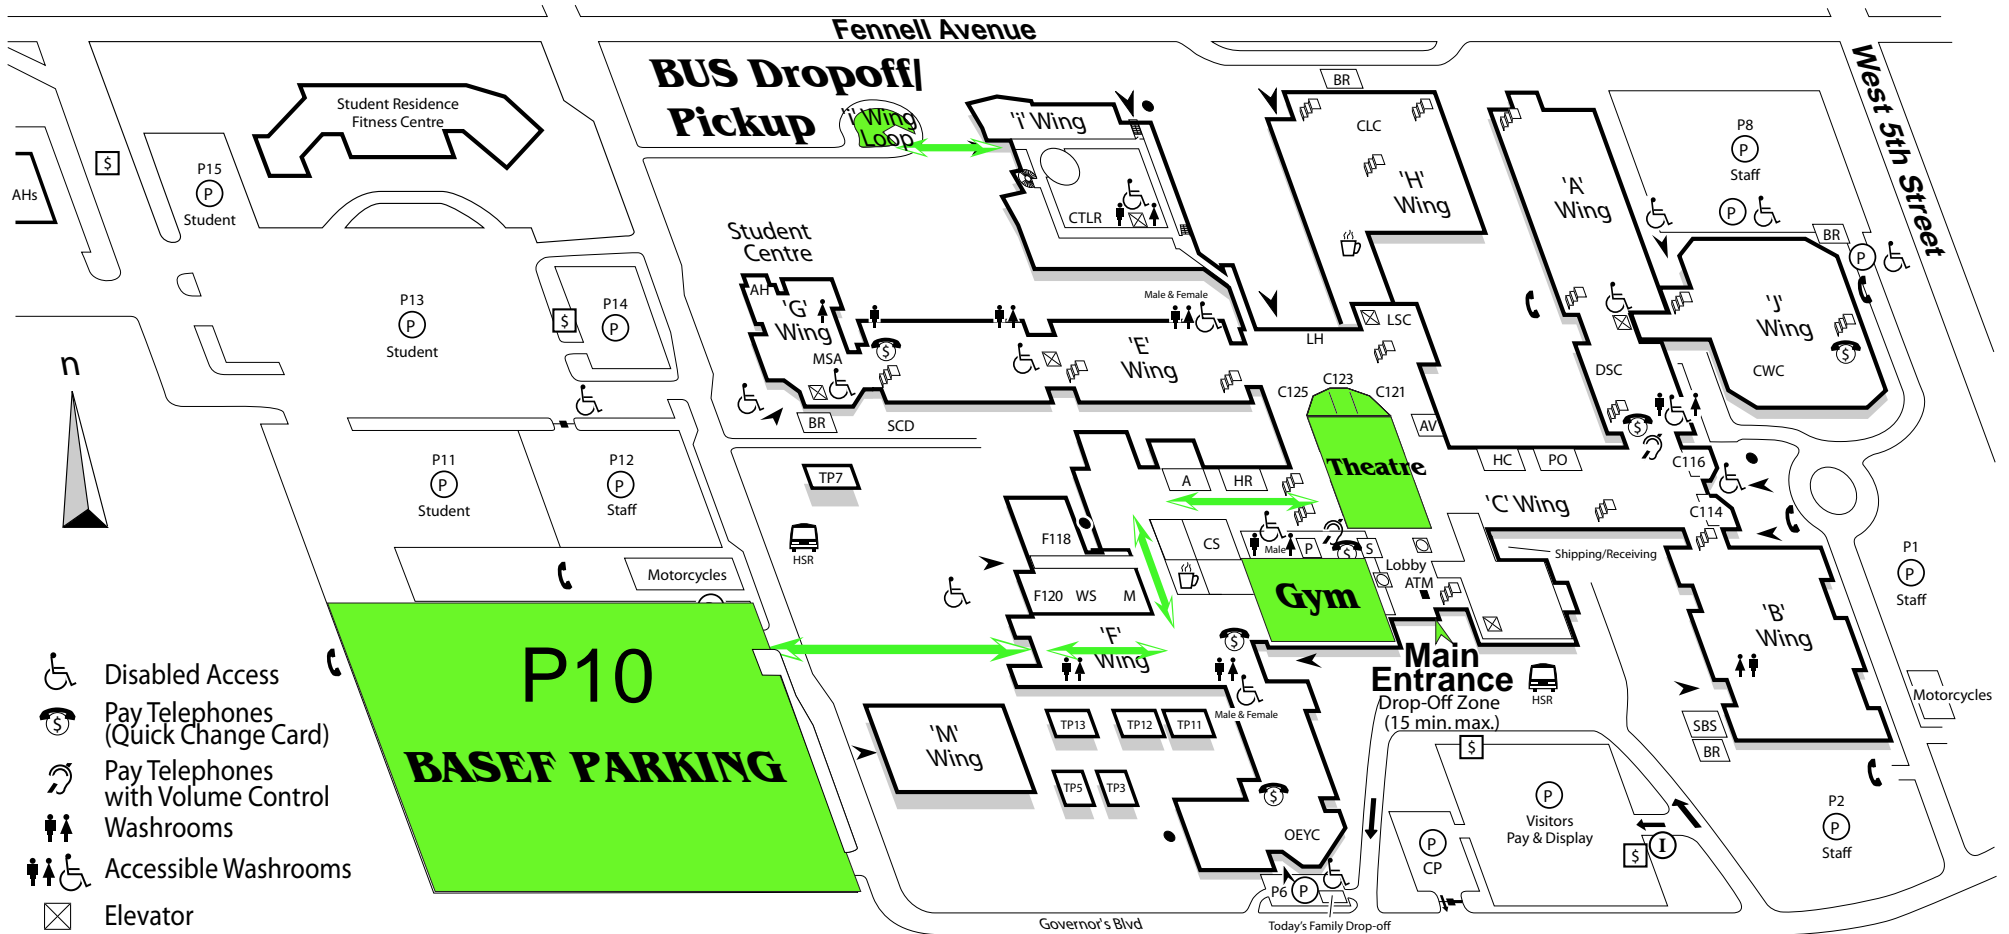 Fennell Avenue
West 5th Street
BUS Dropoff/
Pickup
'i' Wing
Loop
Student Residence
Fitness Centre
AHs
$
P15
P
Student
'i' Wing
CTLR
BR
CLC
'H'
Wing
'A'
Wing
P8
P
Staff
P
BR
P
Student
Centre
AH
'G'
Wing
MSA
BR
SCD
Male & Female
'E'
Wing
LH
LSC
DSC
'J'
Wing
$
CWC
P13
P
Student
$
P14
P
n
$
C125
C123
C121
AV
Theatre
HC
PO
$
C116
C114
'C' Wing
P11
P
Student
P12
P
Staff
Motorcycles
TP7
HSR
A
HR
F118
CS
Male
P
$
S
Lobby
ATM
Shipping/Receiving
F120
WS
M
'F'
Wing
Gym
$
Main
Entrance
Drop-Off Zone
(15 min. max.)
HSR
'B'
Wing
P1
P
Staff
Motorcycles
SBS
BR
P10
BASEF PARKING
'M'
Wing
TP13
TP12
TP11
TP5
TP3
Male & Female
$
OEYC
P6
P
Today's Family Drop-off
Governor's Blvd
$
P
Visitors
Pay & Display
P
CP
$
I
P2
P
Staff
Disabled Access
$
Pay Telephones
(Quick Change Card)
Pay Telephones
with Volume Control
Washrooms
Accessible Washrooms
Elevator